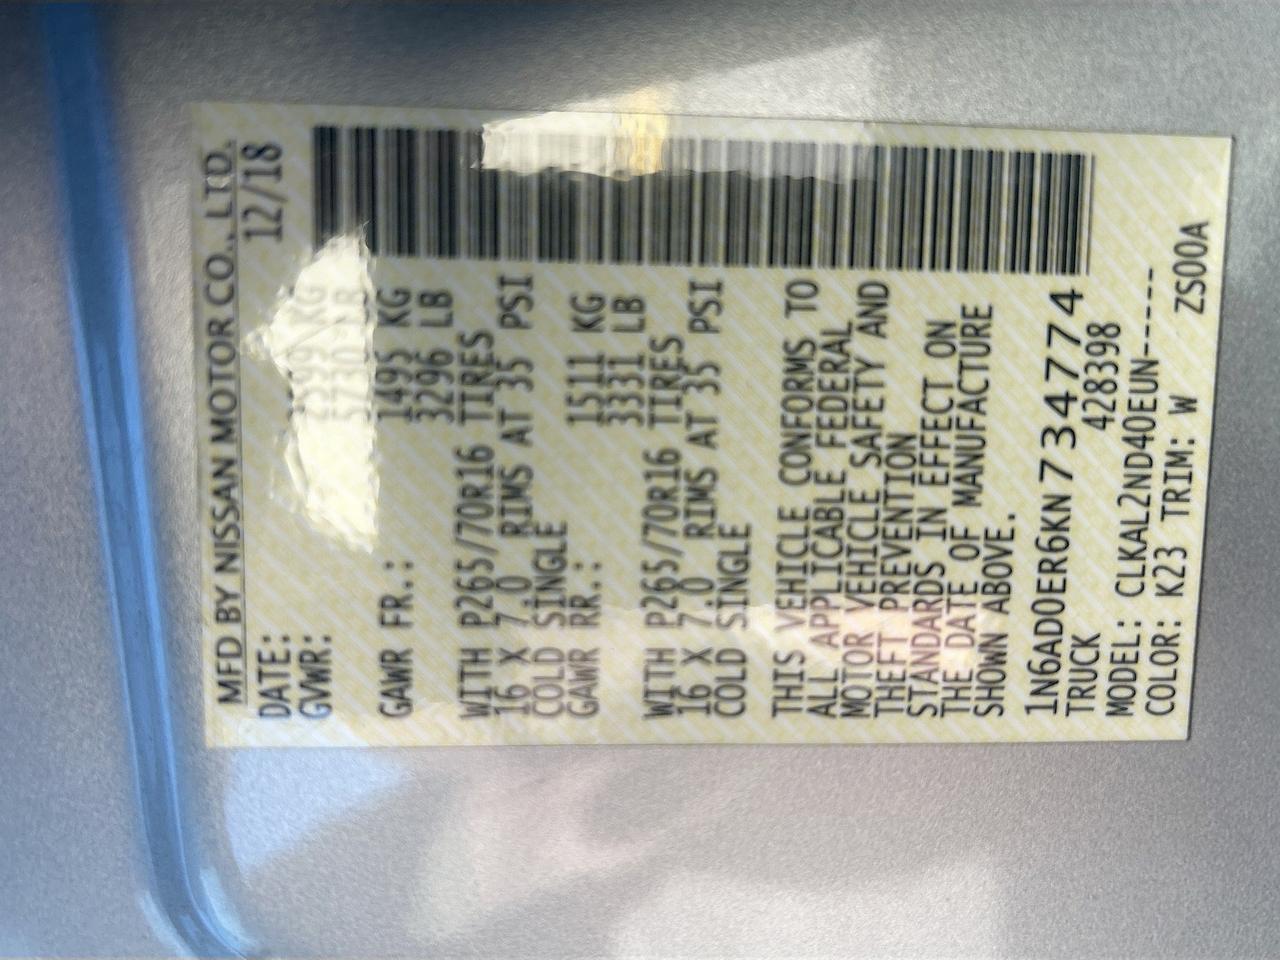 MFD BY NISSAN MOTOR CO., LTD.
DATE: 12/18
GVWR: KG
LB
GAWR FR.: 1495 KG
3296 LB
WITH P265/70R16 TIRES
16 X 7.0 RIMS AT 35 PSI
COLD SINGLE
GAWR RR.: 1511 KG
3331 LB
WITH P265/70R16 TIRES
16 X 7.0 RIMS AT 35 PSI
COLD SINGLE
THIS VEHICLE CONFORMS TO
ALL APPLICABLE FEDERAL
MOTOR VEHICLE SAFETY AND
THEFT PREVENTION
STANDARDS IN EFFECT ON
THE DATE OF MANUFACTURE
SHOWN ABOVE.
1N6AD0ER6KN734774
TRUCK 428398
MODEL: CLKAL2ND40EUN-----
COLOR: K23 TRIM: W ZS00A